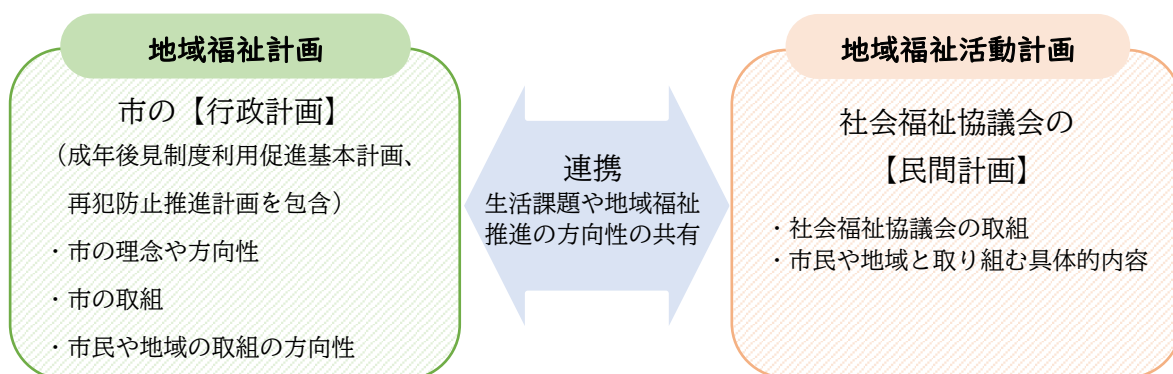 地域福祉計画
市の【行政計画】
（成年後見制度利用促進基本計画、
再犯防止推進計画を包含）
・市の理念や方向性
・市の取組
・市民や地域の取組の方向性
連携
生活課題や地域福祉
推進の方向性の共有
地域福祉活動計画
社会福祉協議会の
【民間計画】
・社会福祉協議会の取組
・市民や地域と取り組む具体的内容